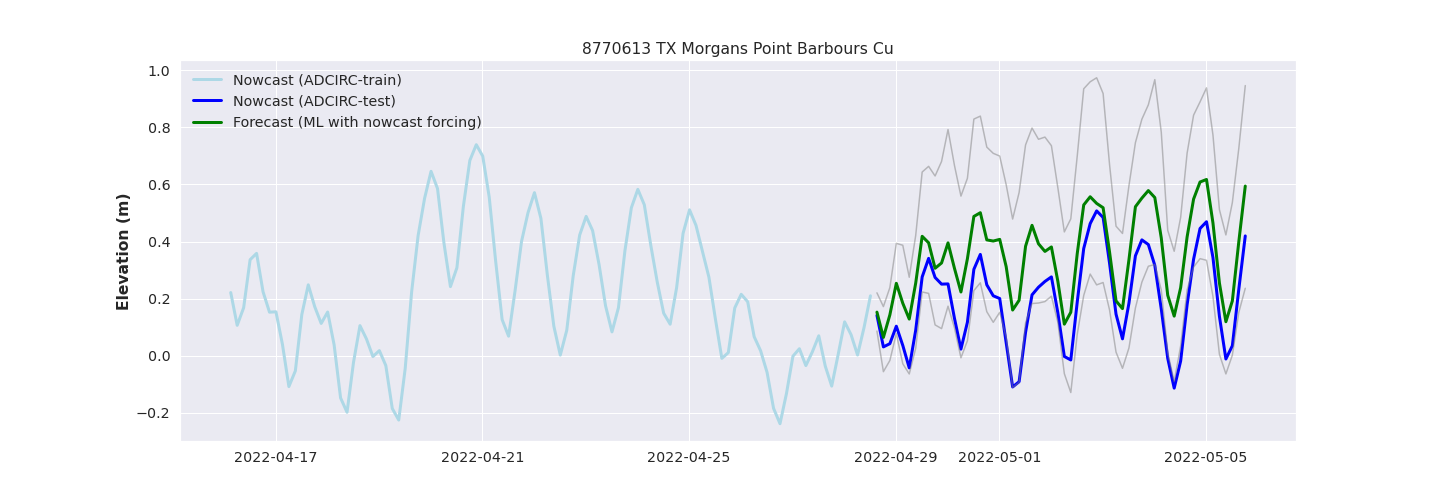 8770613 TX Morgans Point Barbours Cu
Nowcast (ADCIRC-train)
Nowcast (ADCIRC-test)
Forecast (ML with nowcast forcing)
Elevation (m)
1.0
0.8
0.6
0.4
0.2
0.0
−0.2
2022-04-17 2022-04-21 2022-04-25 2022-04-29 2022-05-01 2022-05-05